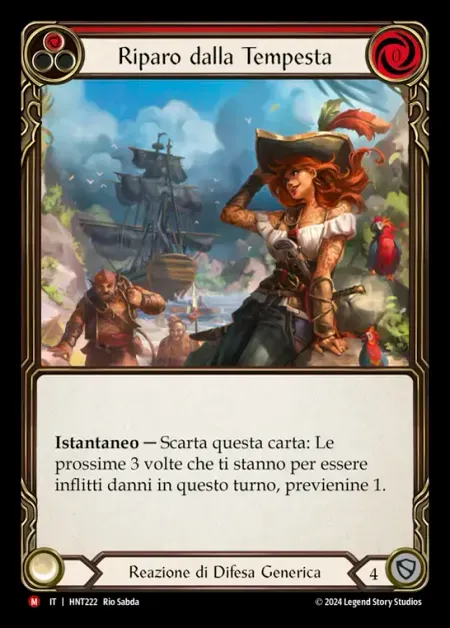 Riparo dalla Tempesta
0
Istantaneo — Scarta questa carta: Le
prossime 3 volte che ti stanno per essere
inflitti danni in questo turno, previenine 1.
Reazione di Difesa Generica
4
M IT | HNT222 Rio Sabda
© 2024 Legend Story Studios